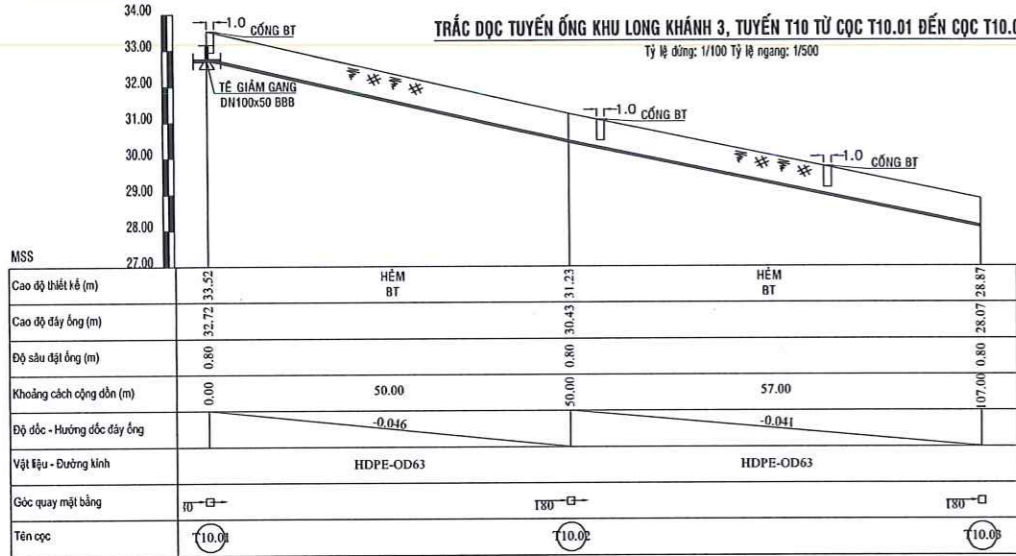 TRẮC DỌC TUYẾN ỐNG KHU LONG KHÁNH 3, TUYẾN T10 TỪ CỌC T10.01 ĐẾN CỌC T10.0
Tỷ lệ đứng: 1/100 Tỷ lệ ngang: 1/500
34.00
33.00
32.00
31.00
30.00
29.00
28.00
27.00
MSS
1.0 CỐNG BT
TÊ GIẢM GANG
DN100x50 BBB
1.0 CỐNG BT
1.0 CỐNG BT
Cao độ thiết kế (m) 33.52 HẺM BT 31.23 HẺM BT 28.87
Cao độ đáy ống (m) 32.72 30.43 28.07
Độ sâu đặt ống (m) 0.80 0.80 0.80
Khoảng cách cộng dồn (m) 0.00 50.00 50.00 57.00 107.00
Độ dốc - Hướng dốc đáy ống -0.046 -0.041
Vật liệu - Đường kính HDPE-OD63 HDPE-OD63
Góc quay mặt bằng 180 180
Tên cọc T10.01 T10.02 T10.03